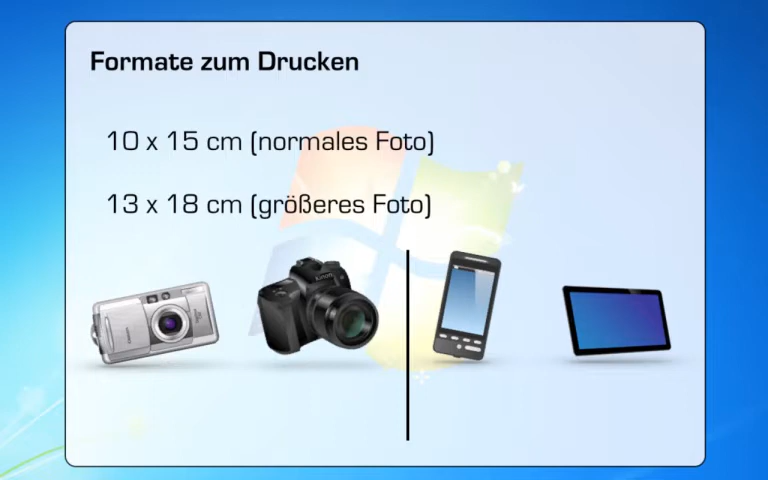 Formate zum Drucken
10 x 15 cm (normales Foto)
13 x 18 cm (größeres Foto)